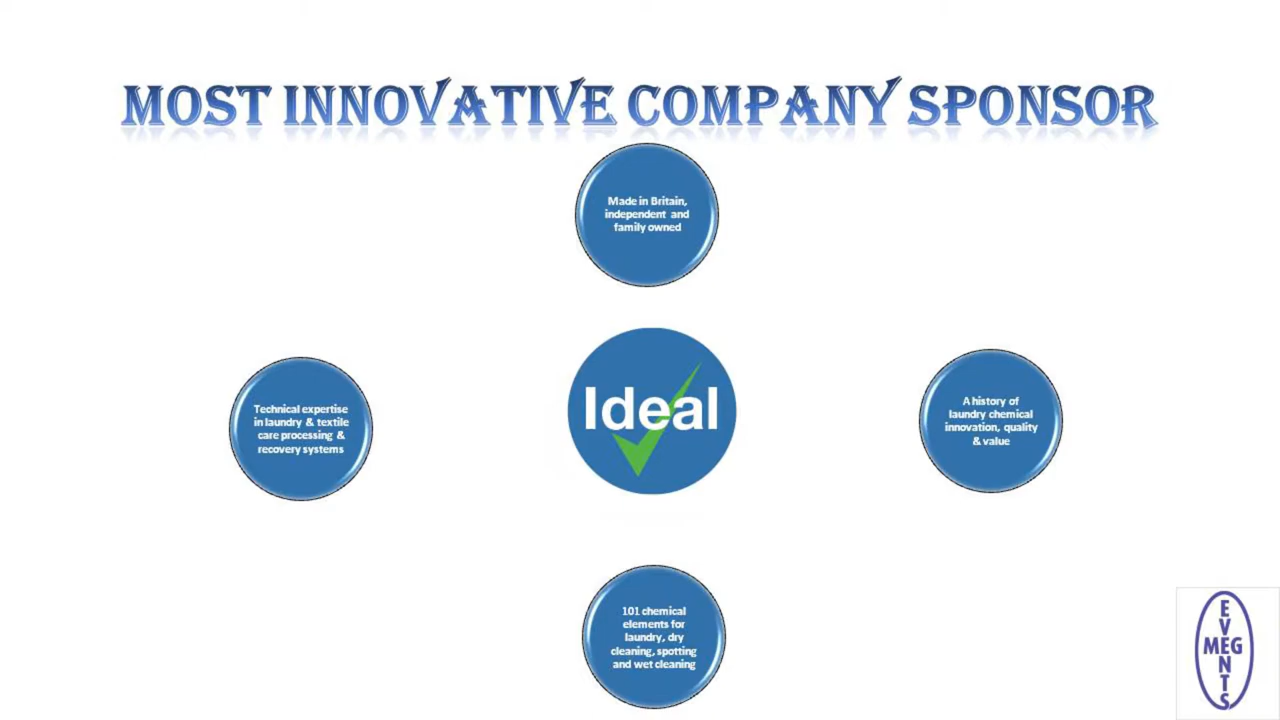 MOST INNOVATIVE COMPANY SPONSOR
Made in Britain,
independent and
family owned
Technical expertise
in laundry & textile
care processing &
recovery systems
Ideal
A history of
laundry chemical
innovation, quality
& value
101 chemical
elements for
laundry, dry
cleaning, spotting
and wet cleaning
MEG
EVENTS